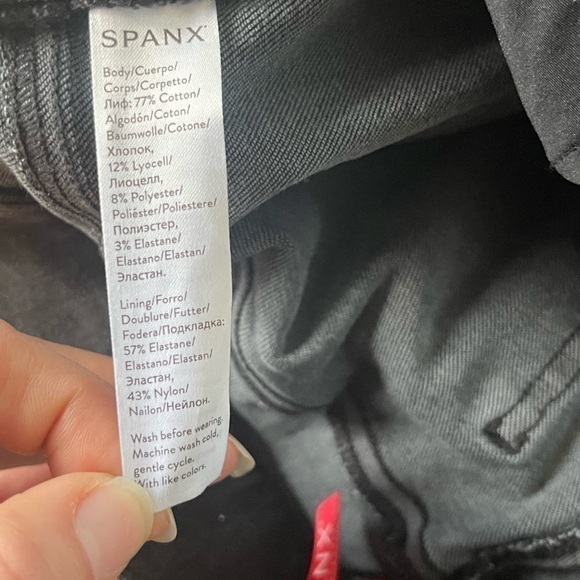 SPANX
Body/Cuerpo/
Corps/Corpetto/
Лиф: 77% Cotton/
Algodón/Coton/
Baumwolle/Cotone/
Хлопок,
12% Lyocell/
Лиоцелл,
8% Polyester/
Poliéster/Poliestere/
Полиэстер,
3% Elastane/
Elastano/Elastan/
Эластан.
Lining/Forro/
Doublure/Futter/
Fodera/Подкладка:
57% Elastane/
Elastano/Elastan/
Эластан,
43% Nylon/
Nailon/Нейлон.
Wash before wearing.
Machine wash cold,
gentle cycle.
With like colors.